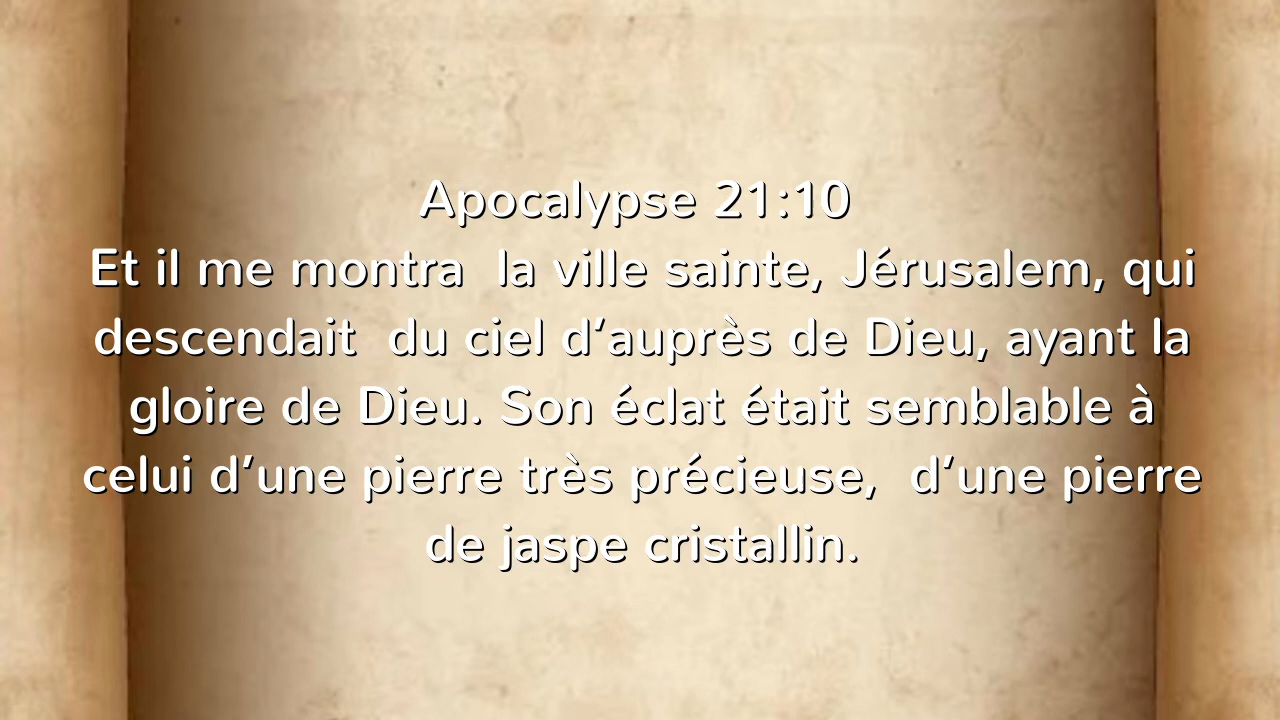 Apocalypse 21:10
Et il me montra  la ville sainte, Jérusalem, qui
descendait  du ciel d’auprès de Dieu, ayant la
gloire de Dieu. Son éclat était semblable à
celui d’une pierre très précieuse,  d’une pierre
de jaspe cristallin.